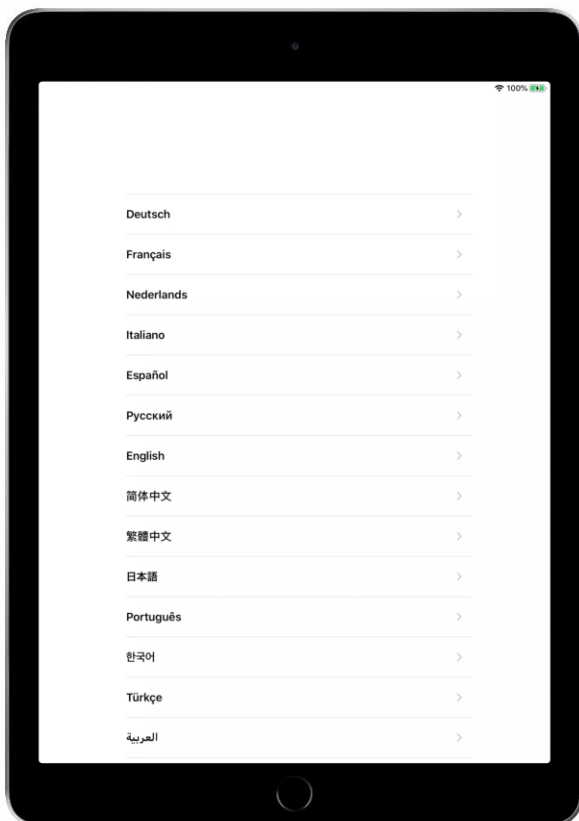 100%
Deutsch
Français
Nederlands
Italiano
Español
Русский
English
简体中文
繁體中文
日本語
Português
한국어
Türkçe
العربية